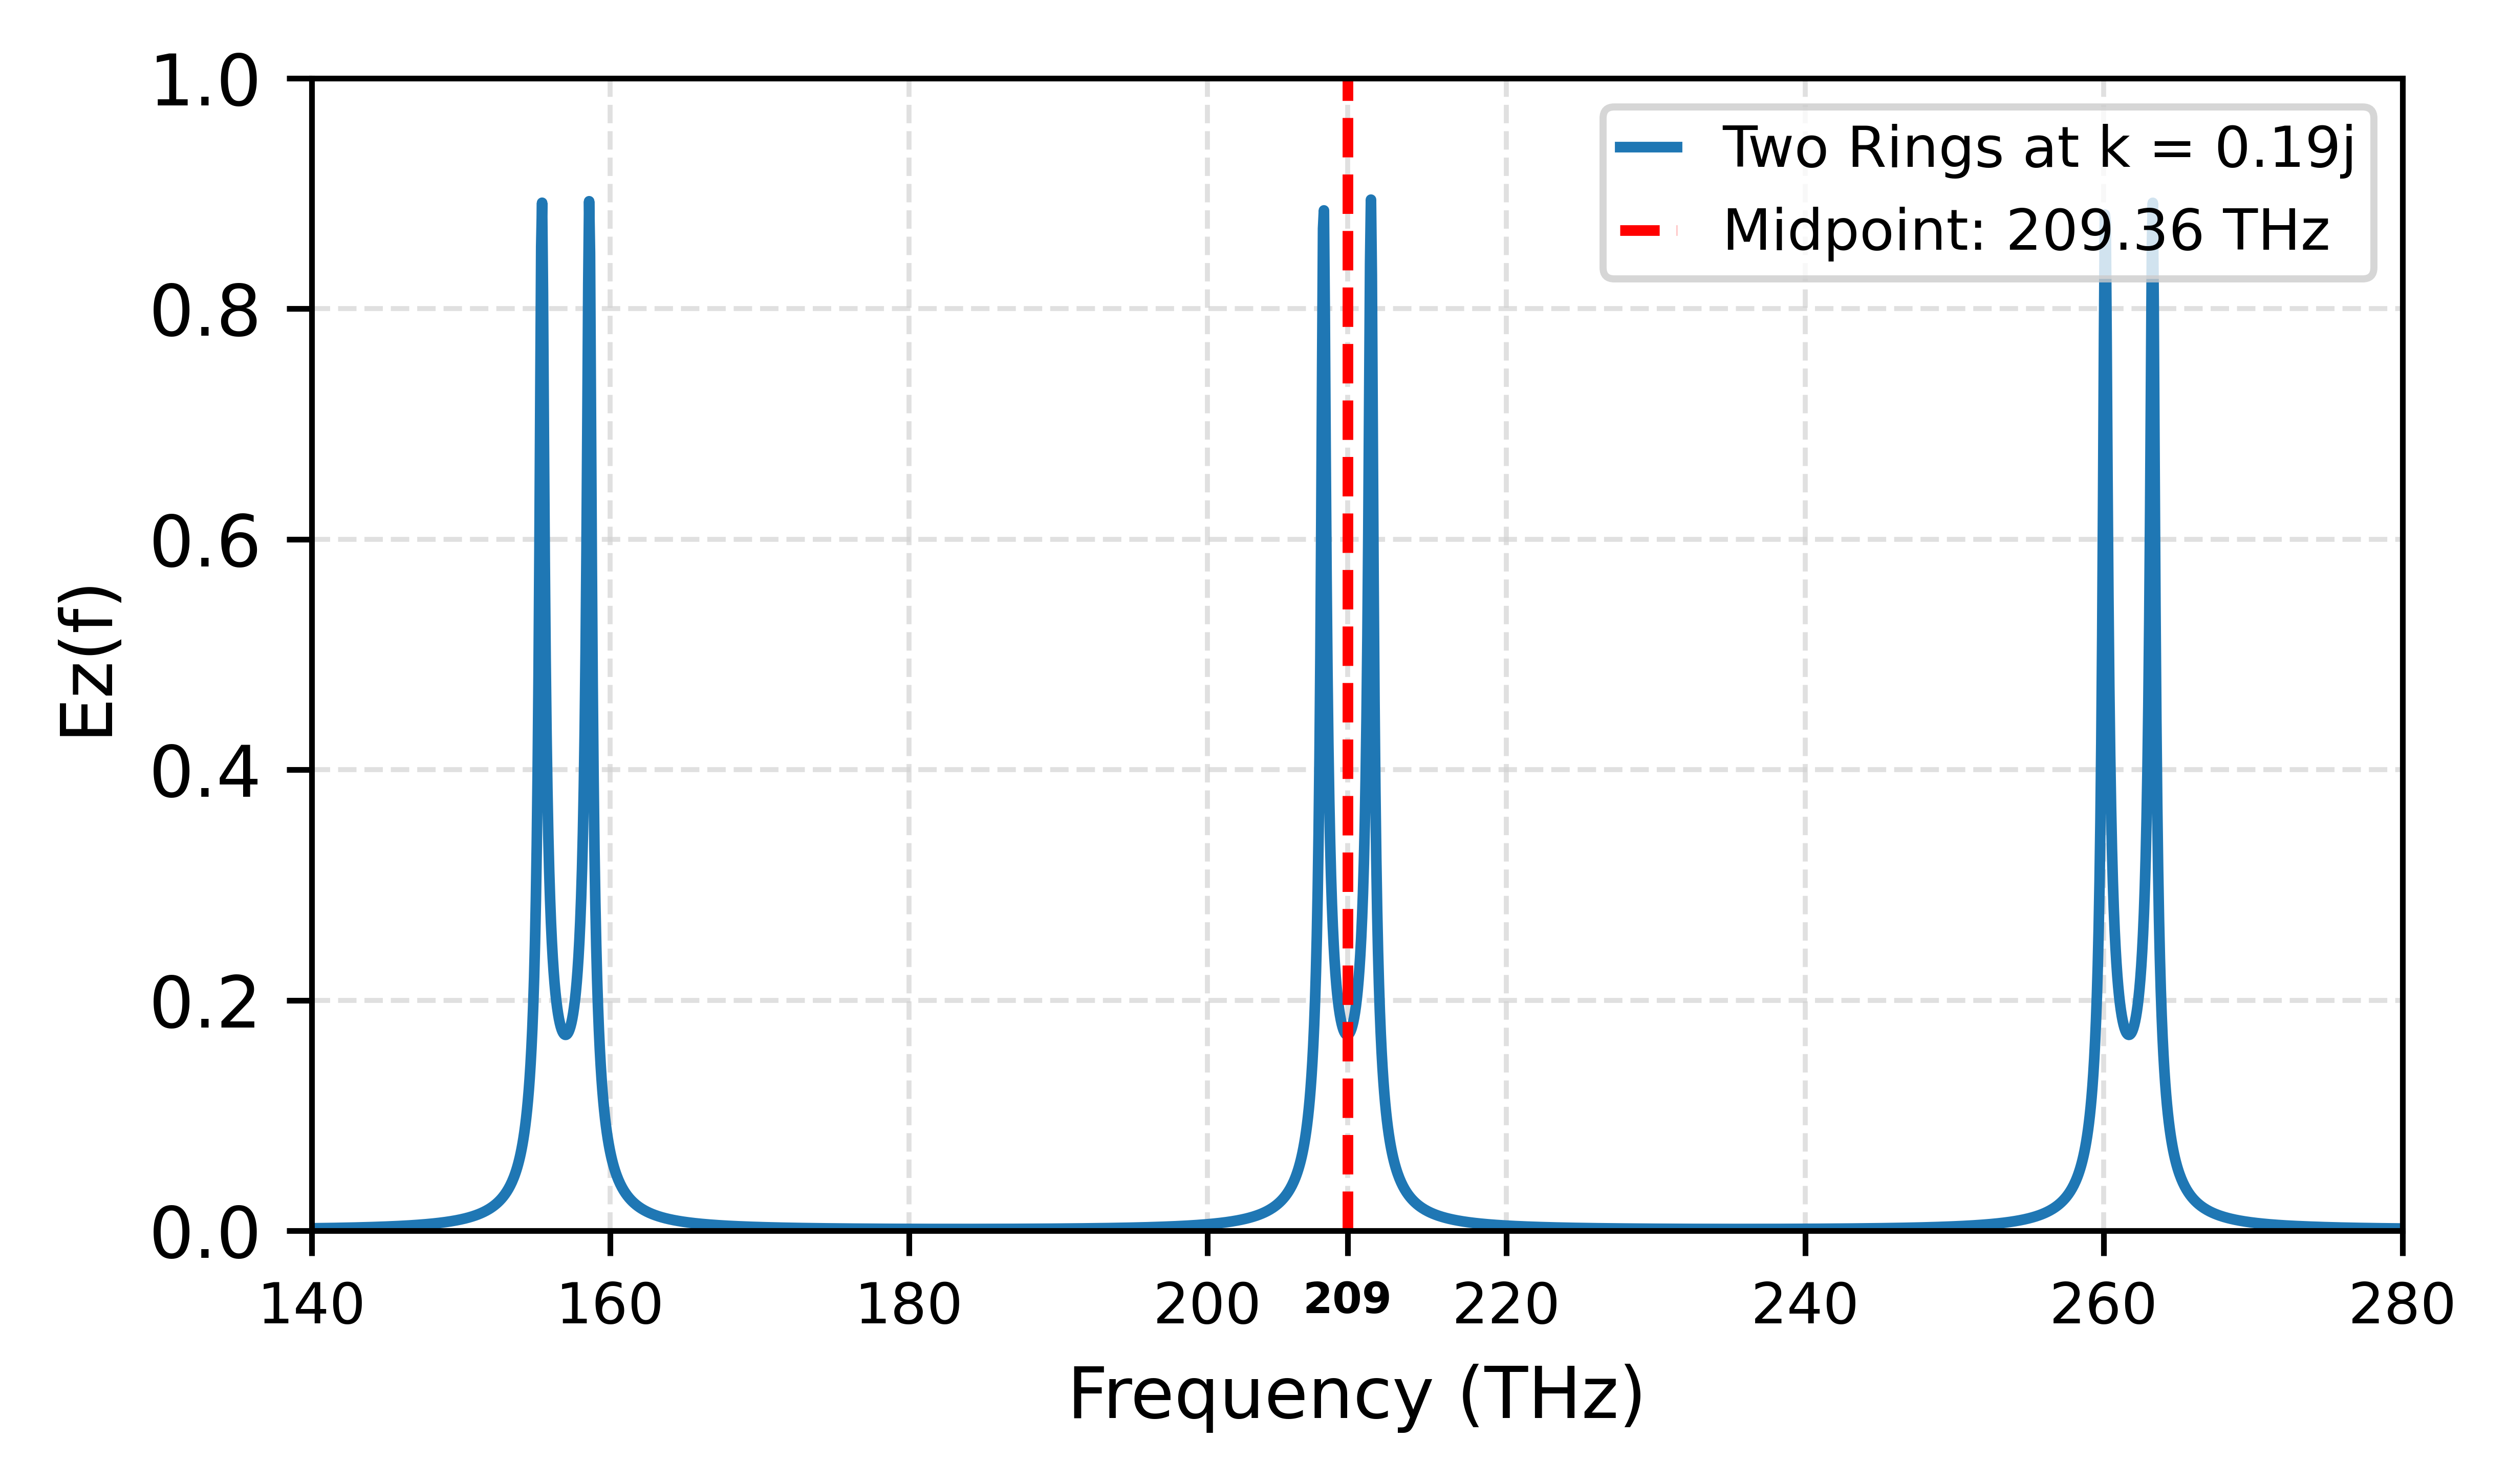 1.0
0.8
0.6
0.4
0.2
0.0
Ez(f)
Two Rings at k = 0.19j
Midpoint: 209.36 THz
140 160 180 200 209 220 240 260 280
Frequency (THz)